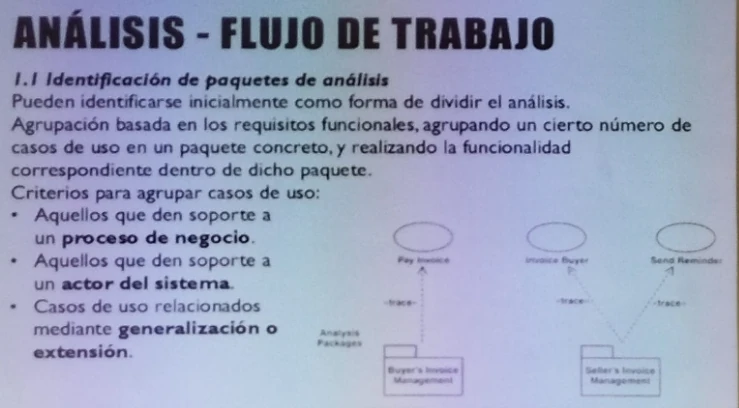 ANÁLISIS - FLUJO DE TRABAJO
1.1 Identificación de paquetes de análisis
Pueden identificarse inicialmente como forma de dividir el análisis.
Agrupación basada en los requisitos funcionales, agrupando un cierto número de
casos de uso en un paquete concreto, y realizando la funcionalidad
correspondiente dentro de dicho paquete.
Criterios para agrupar casos de uso:
• Aquellos que den soporte a
un proceso de negocio.
• Aquellos que den soporte a
un actor del sistema.
• Casos de uso relacionados
mediante generalización o
extensión.
Pay Invoice
Invoice Buyer
Send Reminder
-trace-
-trace-
-trace-
Analysis
Packages
Buyer's Invoice
Management
Seller's Invoice
Management